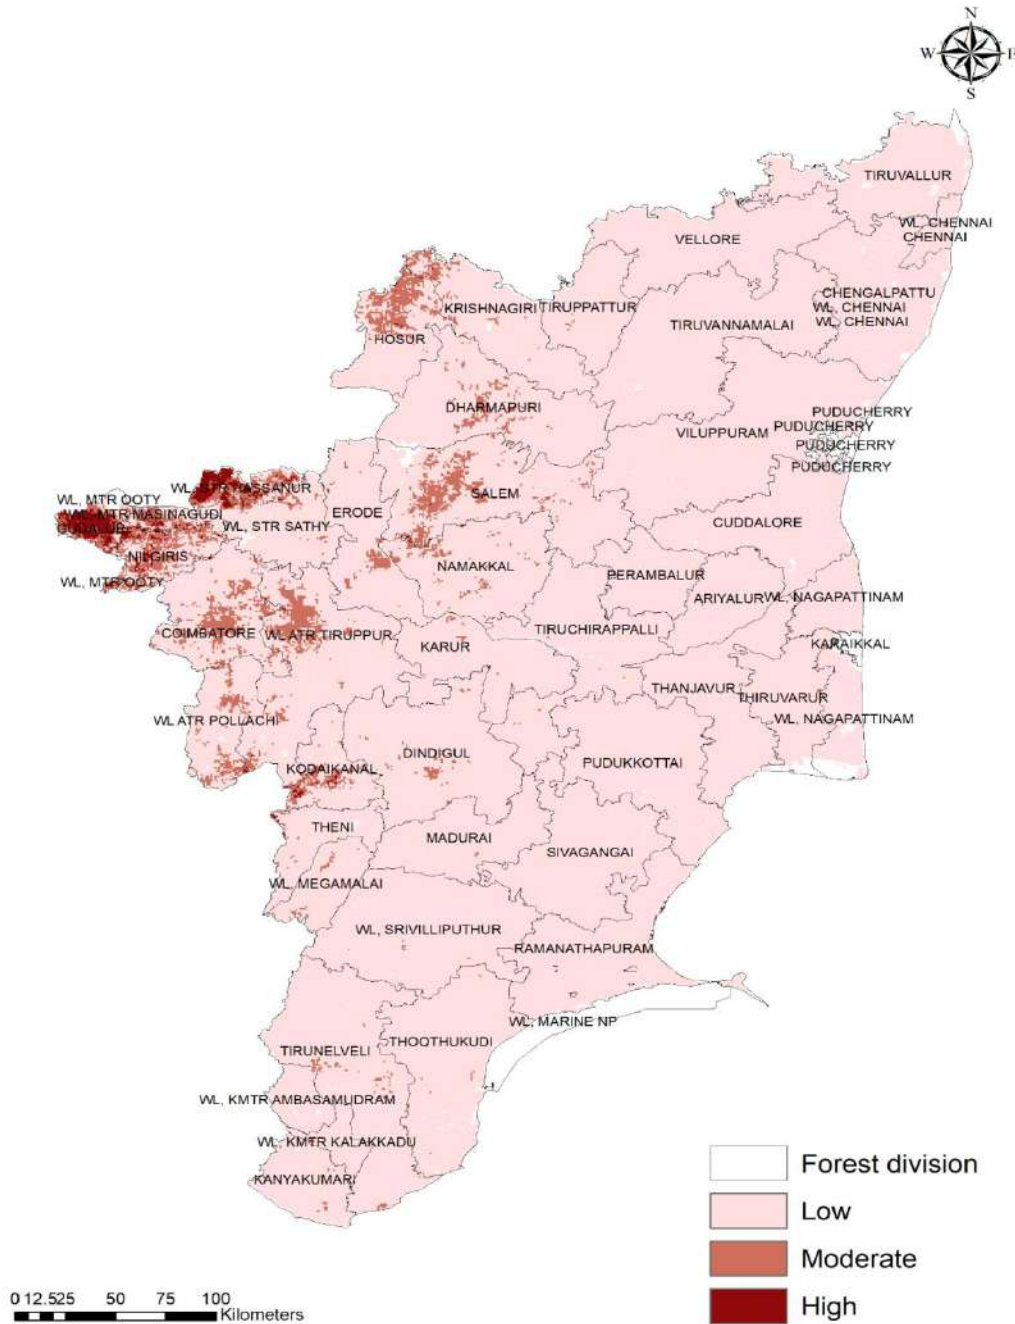 N
W E
S
TIRUVALLUR
WL, CHENNAI
CHENNAI
VELLORE
CHENGALPATTU
WL, CHENNAI
WL, CHENNAI
KRISHNAGIRI
TIRUPPATTUR
TIRUVANNAMALAI
HOSUR
DHARMAPURI
PUDUCHERRY
PUDUCHERRY
VILUPPURAM
PUDUCHERRY
PUDUCHERRY
WL, STR HASSANUR
WL, MTR OOTY
WL, MTR MASINAGUDI
GUDALUR
WL, STR SATHY
ERODE
SALEM
CUDDALORE
NILGIRIS
WL, MTR OOTY
NAMAKKAL
PERAMBALUR
ARIYALUR
WL, NAGAPATTINAM
COIMBATORE
WL ATR TIRUPPUR
TIRUCHIRAPPALLI
KARUR
KARAIKKAL
THANJAVUR
THIRUVARUR
WL ATR POLLACHI
WL, NAGAPATTINAM
DINDIGUL
PUDUKKOTTAI
KODAIKANAL
THENI
MADURAI
SIVAGANGAI
WL, MEGAMALAI
WL, SRIVILLIPUTHUR
RAMANATHAPURAM
WL, MARINE NP
TIRUNELVELI
THOOTHUKUDI
WL, KMTR AMBASAMUDRAM
WL, KMTR KALAKKADU
KANYAKUMARI
Forest division
Low
Moderate
High
0 12.525 50 75 100
Kilometers